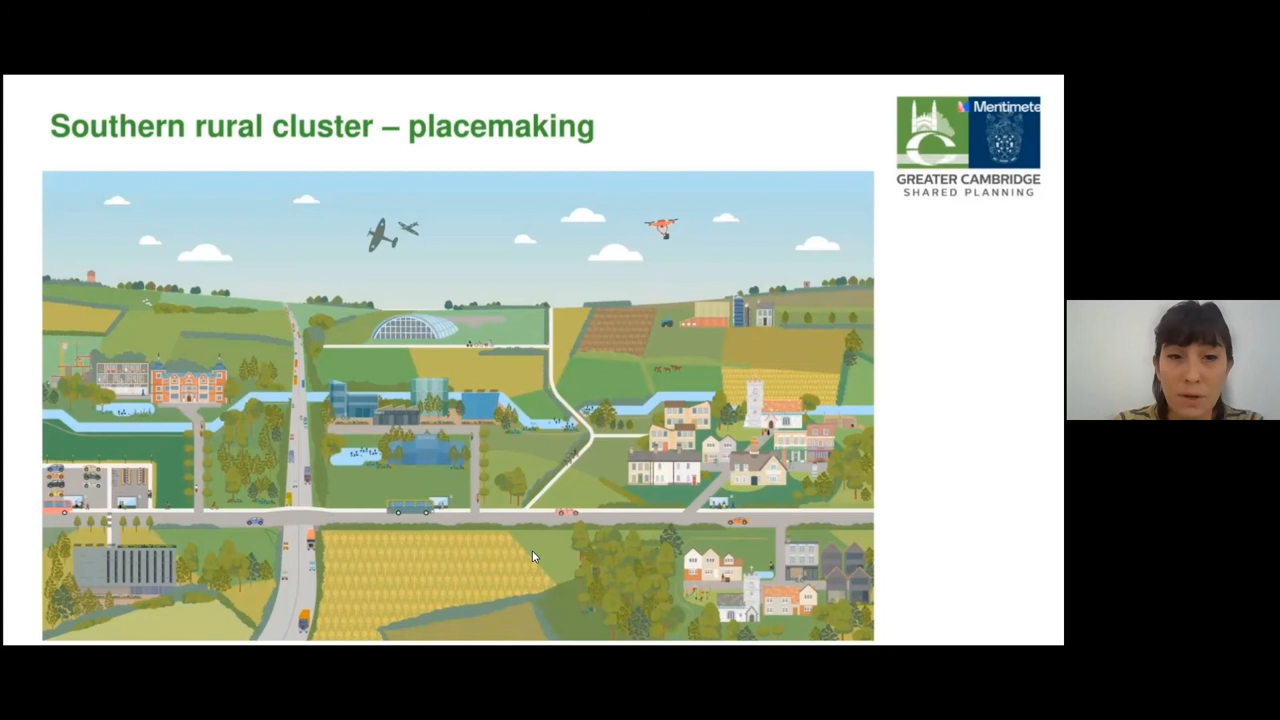 Southern rural cluster – placemaking
Mentimete
GREATER CAMBRIDGE
SHARED PLANNING